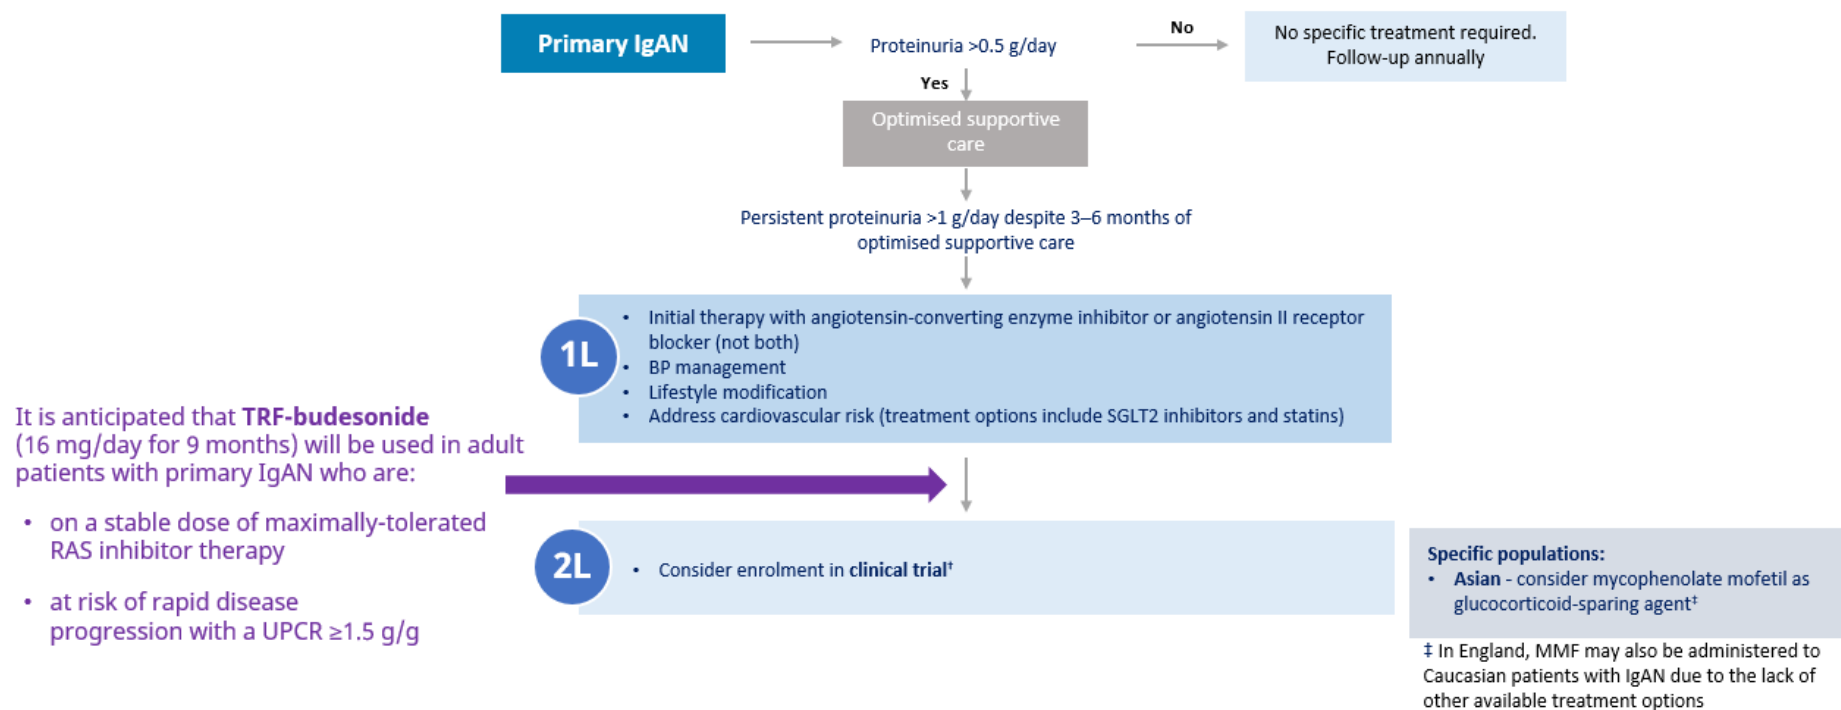 Primary IgAN
Proteinuria >0.5 g/day
No
No specific treatment required.
Follow-up annually
Yes
Optimised supportive
care
Persistent proteinuria >1 g/day despite 3–6 months of
optimised supportive care
1L
• Initial therapy with angiotensin-converting enzyme inhibitor or angiotensin II receptor
blocker (not both)
• BP management
• Lifestyle modification
• Address cardiovascular risk (treatment options include SGLT2 inhibitors and statins)
It is anticipated that TRF-budesonide
(16 mg/day for 9 months) will be used in adult
patients with primary IgAN who are:
• on a stable dose of maximally-tolerated
RAS inhibitor therapy
• at risk of rapid disease
progression with a UPCR ≥1.5 g/g
2L
• Consider enrolment in clinical trial†
Specific populations:
• Asian - consider mycophenolate mofetil as
glucocorticoid-sparing agent‡
‡ In England, MMF may also be administered to
Caucasian patients with IgAN due to the lack of
other available treatment options